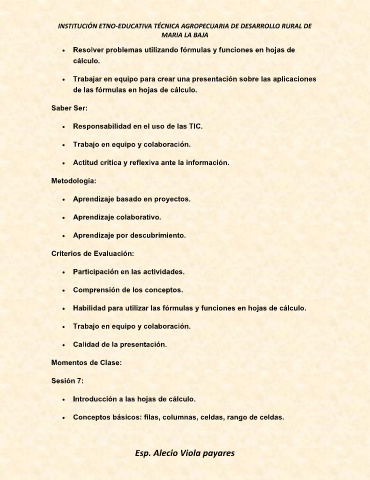 INSTITUCIÓN ETNO-EDUCATIVA TÉCNICA AGROPECUARIA DE DESARROLLO RURAL DE
MARIA LA BAJA
• Resolver problemas utilizando fórmulas y funciones en hojas de
cálculo.
• Trabajar en equipo para crear una presentación sobre las aplicaciones
de las fórmulas en hojas de cálculo.
Saber Ser:
• Responsabilidad en el uso de las TIC.
• Trabajo en equipo y colaboración.
• Actitud crítica y reflexiva ante la información.
Metodología:
• Aprendizaje basado en proyectos.
• Aprendizaje colaborativo.
• Aprendizaje por descubrimiento.
Criterios de Evaluación:
• Participación en las actividades.
• Comprensión de los conceptos.
• Habilidad para utilizar las fórmulas y funciones en hojas de cálculo.
• Trabajo en equipo y colaboración.
• Calidad de la presentación.
Momentos de Clase:
Sesión 7:
• Introducción a las hojas de cálculo.
• Conceptos básicos: filas, columnas, celdas, rango de celdas.
Esp. Alecio Viola payares